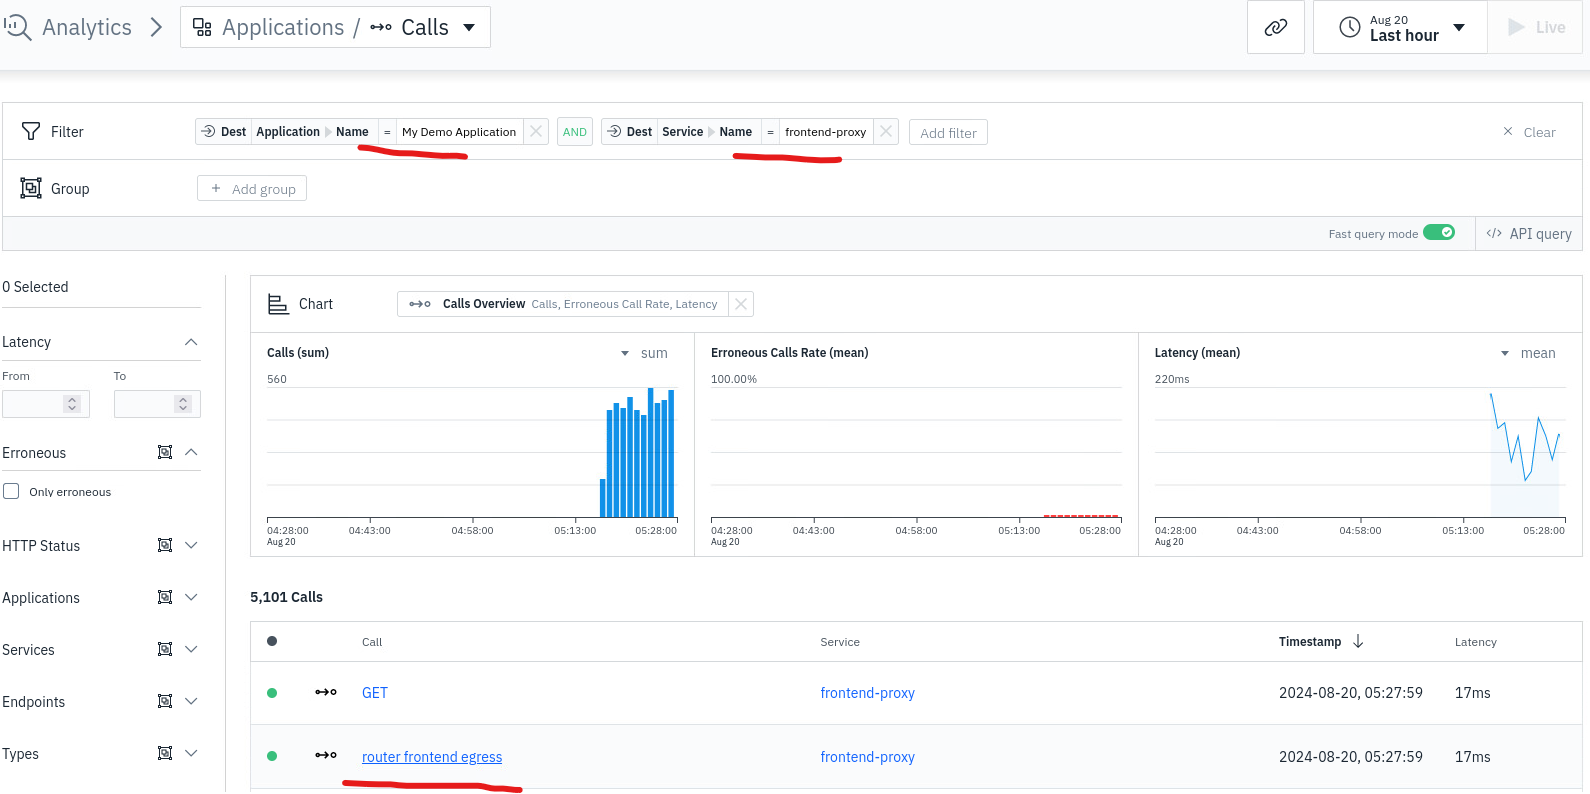 Analytics Applications / Calls Aug 20 Last hour Live
Filter Dest Application Name = My Demo Application AND Dest Service Name = frontend-proxy Add filter Clear
Group + Add group
Fast query mode </> API query
0 Selected
Latency
From To
Erroneous
Only erroneous
HTTP Status
Applications
Services
Endpoints
Types
Chart Calls Overview Calls, Erroneous Call Rate, Latency
Calls (sum) sum
560
04:28:00 04:43:00 04:58:00 05:13:00 05:28:00
Aug 20
Erroneous Calls Rate (mean)
100.00%
04:28:00 04:43:00 04:58:00 05:13:00 05:28:00
Aug 20
Latency (mean) mean
220ms
04:28:00 04:43:00 04:58:00 05:13:00 05:28:00
Aug 20
5,101 Calls
Call Service Timestamp Latency
GET frontend-proxy 2024-08-20, 05:27:59 17ms
router frontend egress frontend-proxy 2024-08-20, 05:27:59 17ms